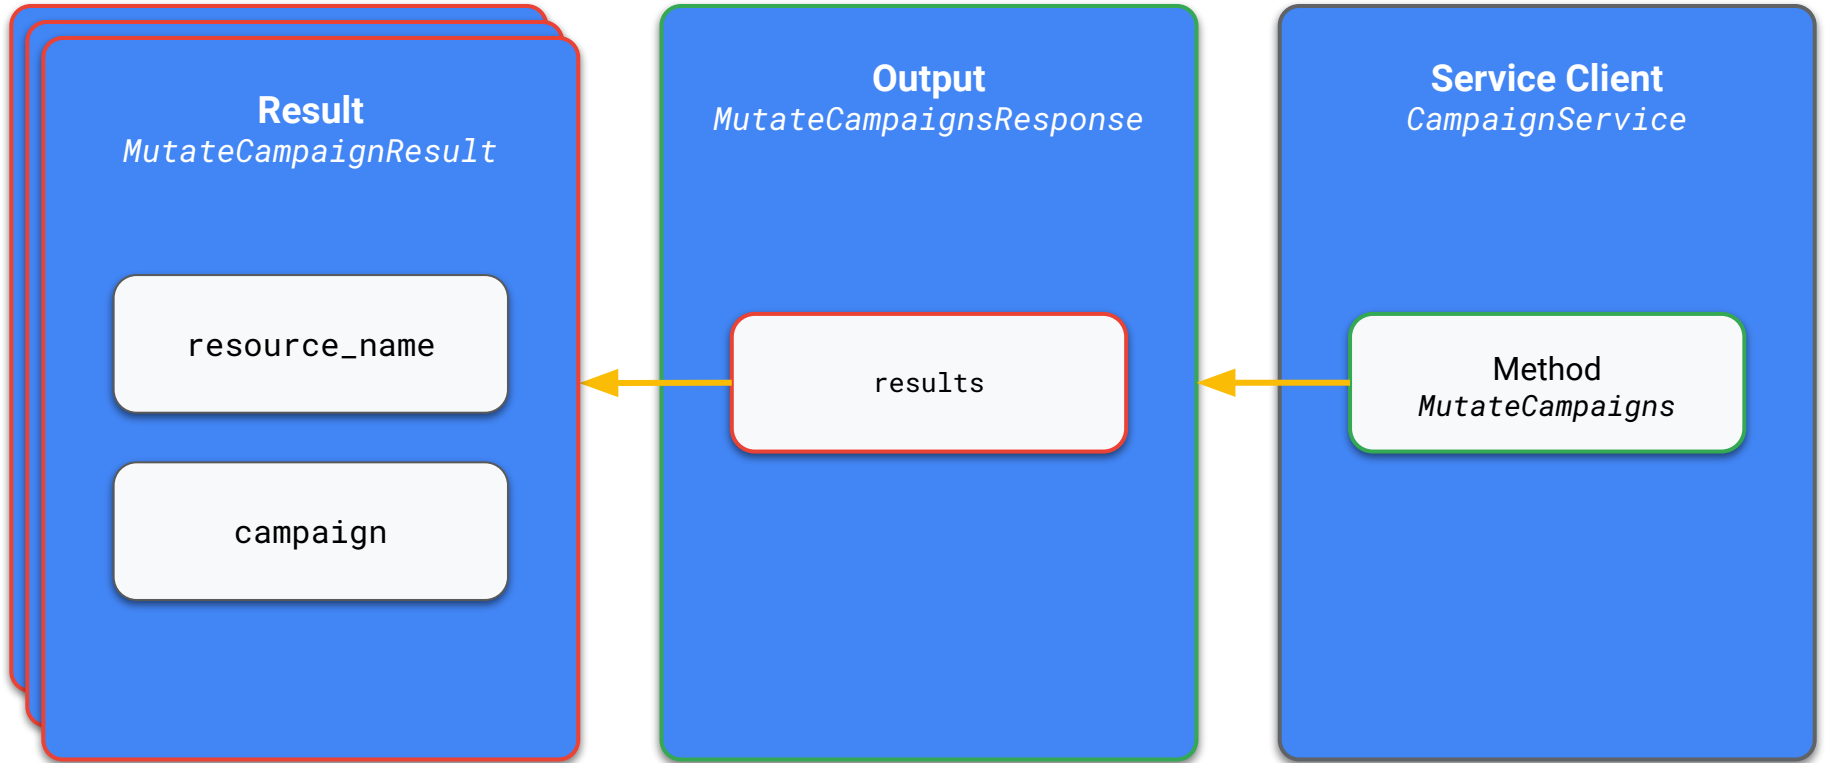 Result
MutateCampaignResult
resource_name
campaign
Output
MutateCampaignsResponse
results
Service Client
CampaignService
Method
MutateCampaigns